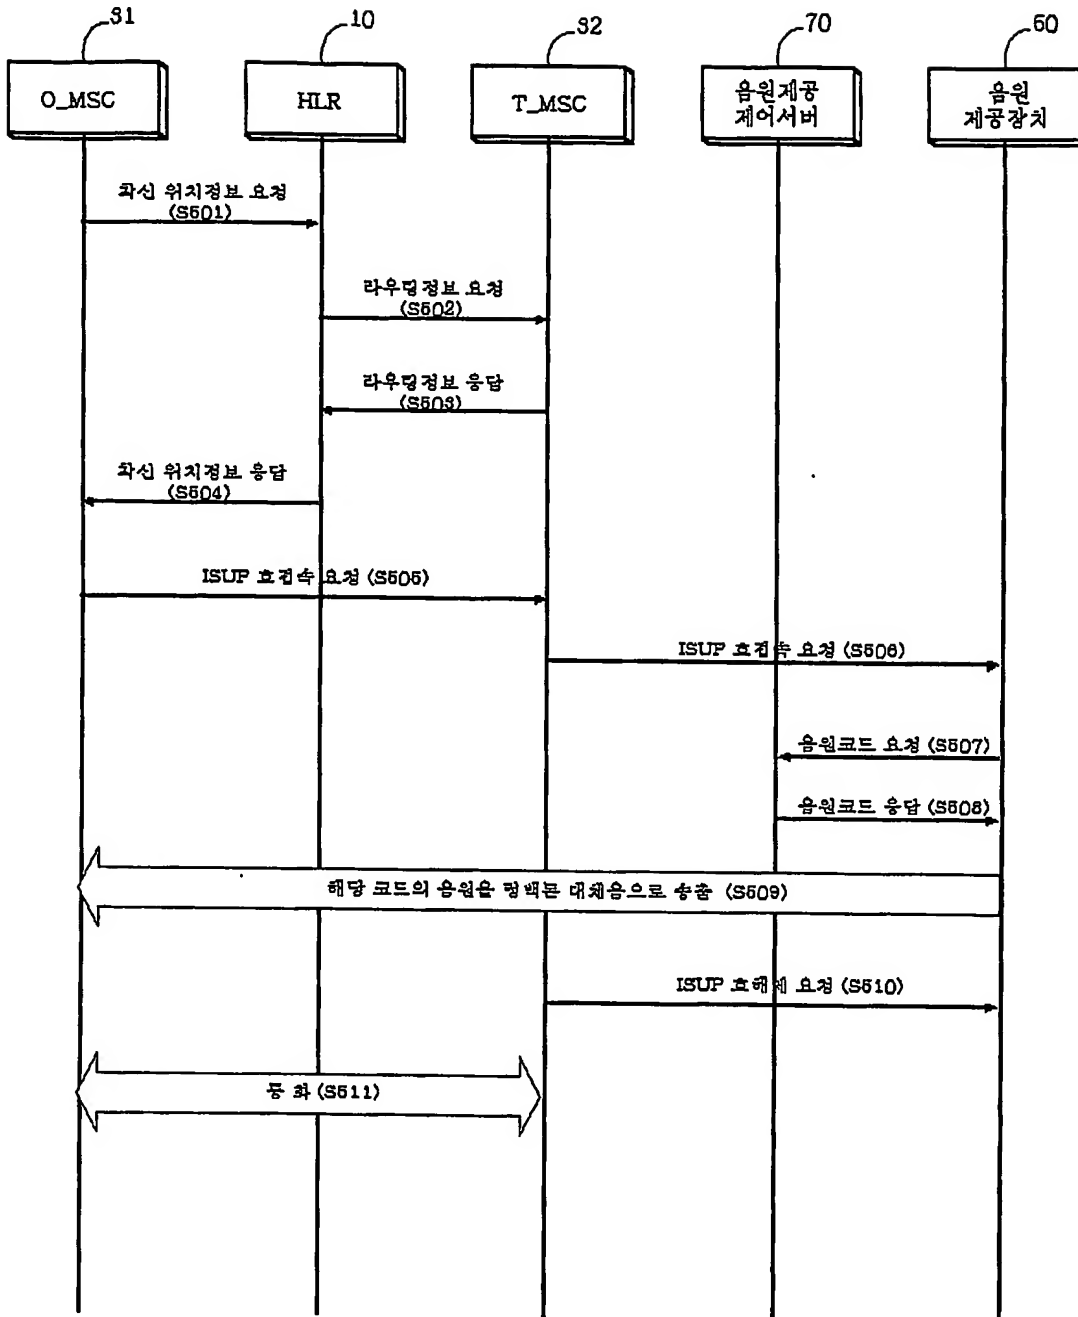 31
10
32
70
60
O_MSC
HLR
T_MSC
음원제공
제어서버
음원
제공장치
착신 위치정보 요청
(S501)
라우팅정보 요청
(S502)
라우팅정보 응답
(S503)
착신 위치정보 응답
(S504)
ISUP 호접속 요청 (S505)
ISUP 호접속 요청 (S506)
음원코드 요청 (S507)
음원코드 응답 (S508)
해당 코드의 음원을 링백톤 대체음으로 송출 (S509)
ISUP 호해제 요청 (S510)
통 화 (S511)